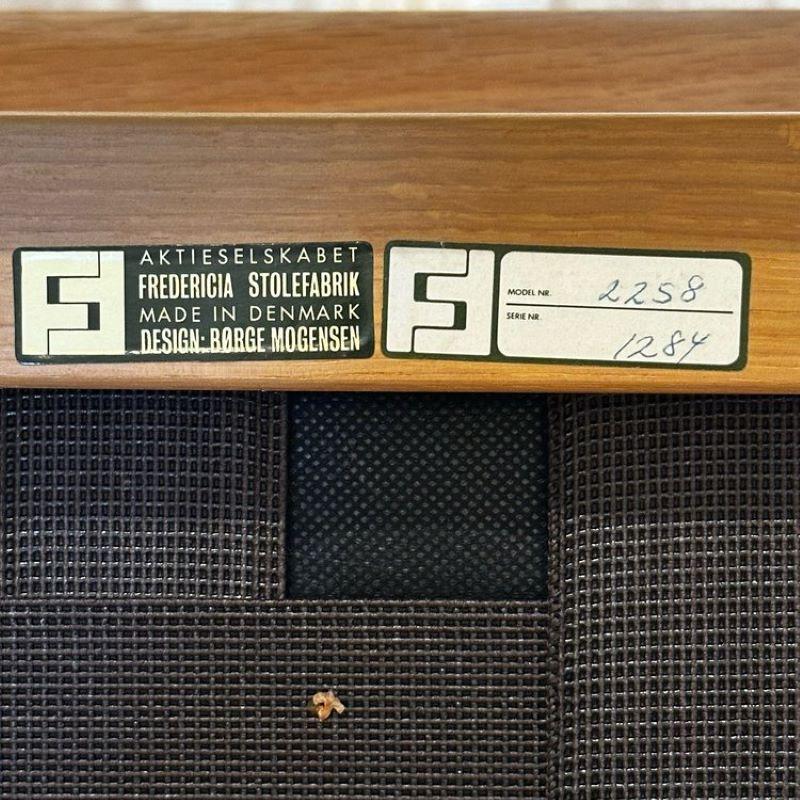 AKTIESELSKABET
FREDERICIA STOLEFABRIK
MADE IN DENMARK
DESIGN: BØRGE MOGENSEN
MODEL NR. 2258
SERIE NR.
1284